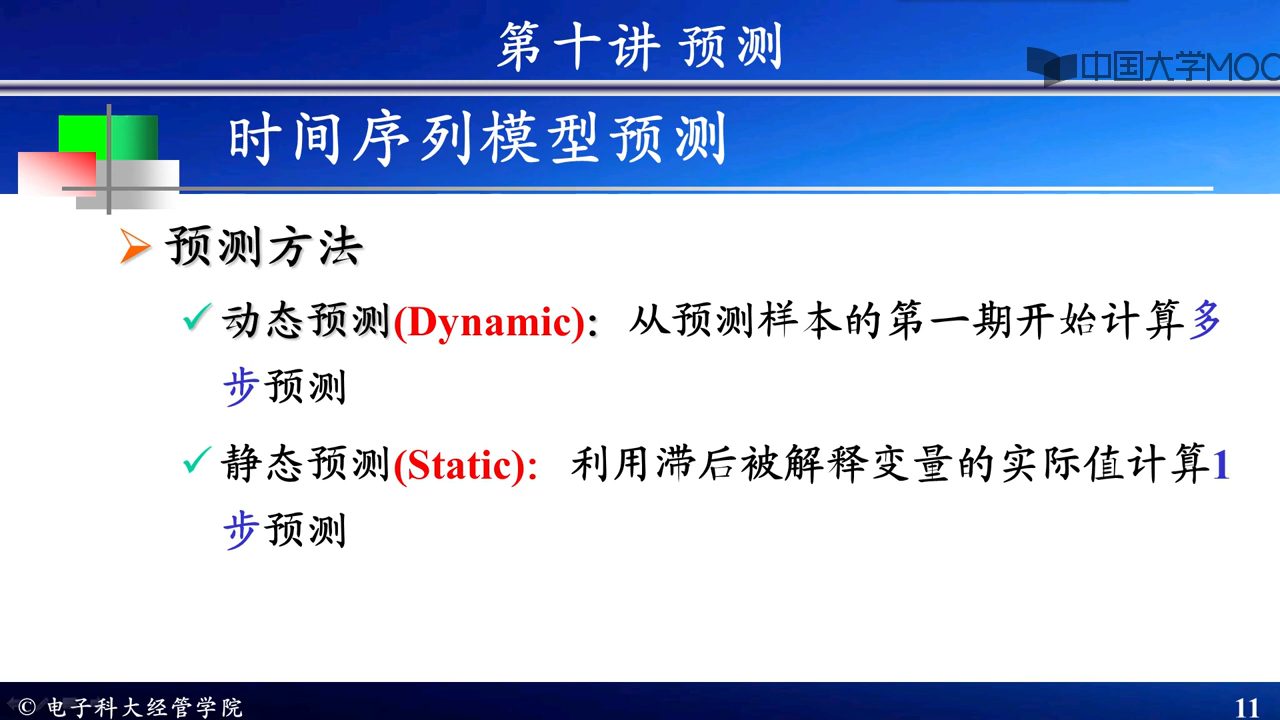 第十讲 预测
中国大学MOO
时间序列模型预测
预测方法
动态预测(Dynamic)：从预测样本的第一期开始计算多
步预测
静态预测(Static)：利用滞后被解释变量的实际值计算1
步预测
© 电子科大经管学院
11